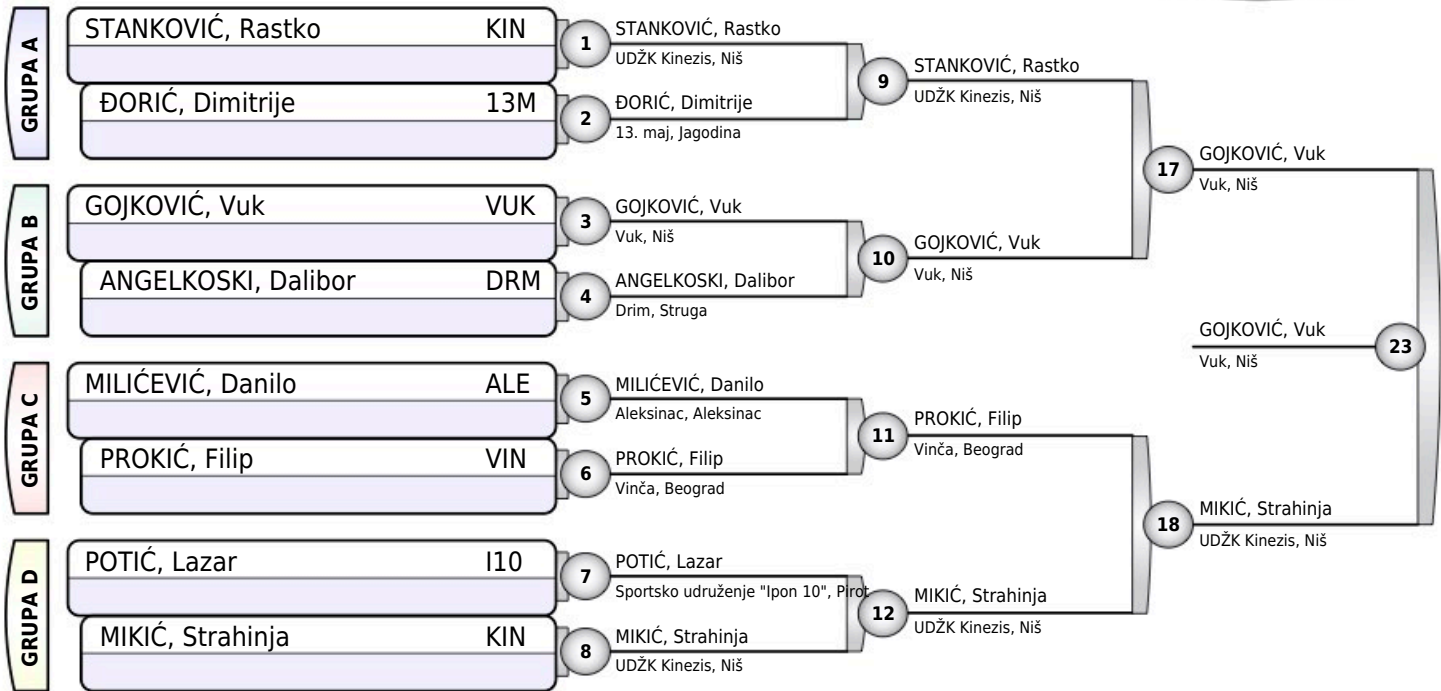 GRUPA A
STANKOVIĆ, Rastko KIN
ĐORIĆ, Dimitrije 13M
GRUPA B
GOJKOVIĆ, Vuk VUK
ANGELKOSKI, Dalibor DRM
GRUPA C
MILIĆEVIĆ, Danilo ALE
PROKIĆ, Filip VIN
GRUPA D
POTIĆ, Lazar I10
MIKIĆ, Strahinja KIN
1
STANKOVIĆ, Rastko
UDŽK Kinezis, Niš
2
ĐORIĆ, Dimitrije
13. maj, Jagodina
3
GOJKOVIĆ, Vuk
Vuk, Niš
4
ANGELKOSKI, Dalibor
Drim, Struga
5
MILIĆEVIĆ, Danilo
Aleksinac, Aleksinac
6
PROKIĆ, Filip
Vinča, Beograd
7
POTIĆ, Lazar
Sportsko udruženje "Ipon 10", Pirot
8
MIKIĆ, Strahinja
UDŽK Kinezis, Niš
9
STANKOVIĆ, Rastko
UDŽK Kinezis, Niš
10
GOJKOVIĆ, Vuk
Vuk, Niš
11
PROKIĆ, Filip
Vinča, Beograd
12
MIKIĆ, Strahinja
UDŽK Kinezis, Niš
17
GOJKOVIĆ, Vuk
Vuk, Niš
18
MIKIĆ, Strahinja
UDŽK Kinezis, Niš
GOJKOVIĆ, Vuk
Vuk, Niš
23